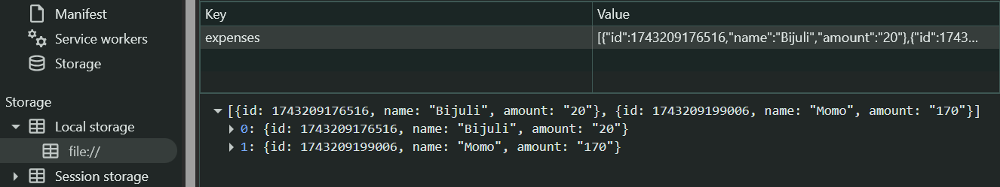 Manifest
Service workers
Storage
Storage
Local storage
file://
Session storage
Key Value
expenses [{"id":1743209176516,"name":"Bijuli","amount":"20"},{"id":1743...
[{id: 1743209176516, name: "Bijuli", amount: "20"}, {id: 1743209199006, name: "Momo", amount: "170"}]
0: {id: 1743209176516, name: "Bijuli", amount: "20"}
1: {id: 1743209199006, name: "Momo", amount: "170"}